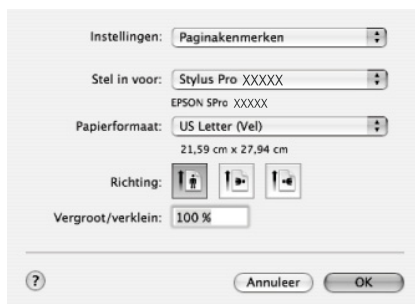 Instellingen: Paginakenmerken
Stel in voor: Stylus Pro XXXXX
EPSON SPro XXXXX
Papierformaat: US Letter (Vel)
21,59 cm x 27,94 cm
Richting:
Vergroot/verklein: 100 %
? Annuleer OK